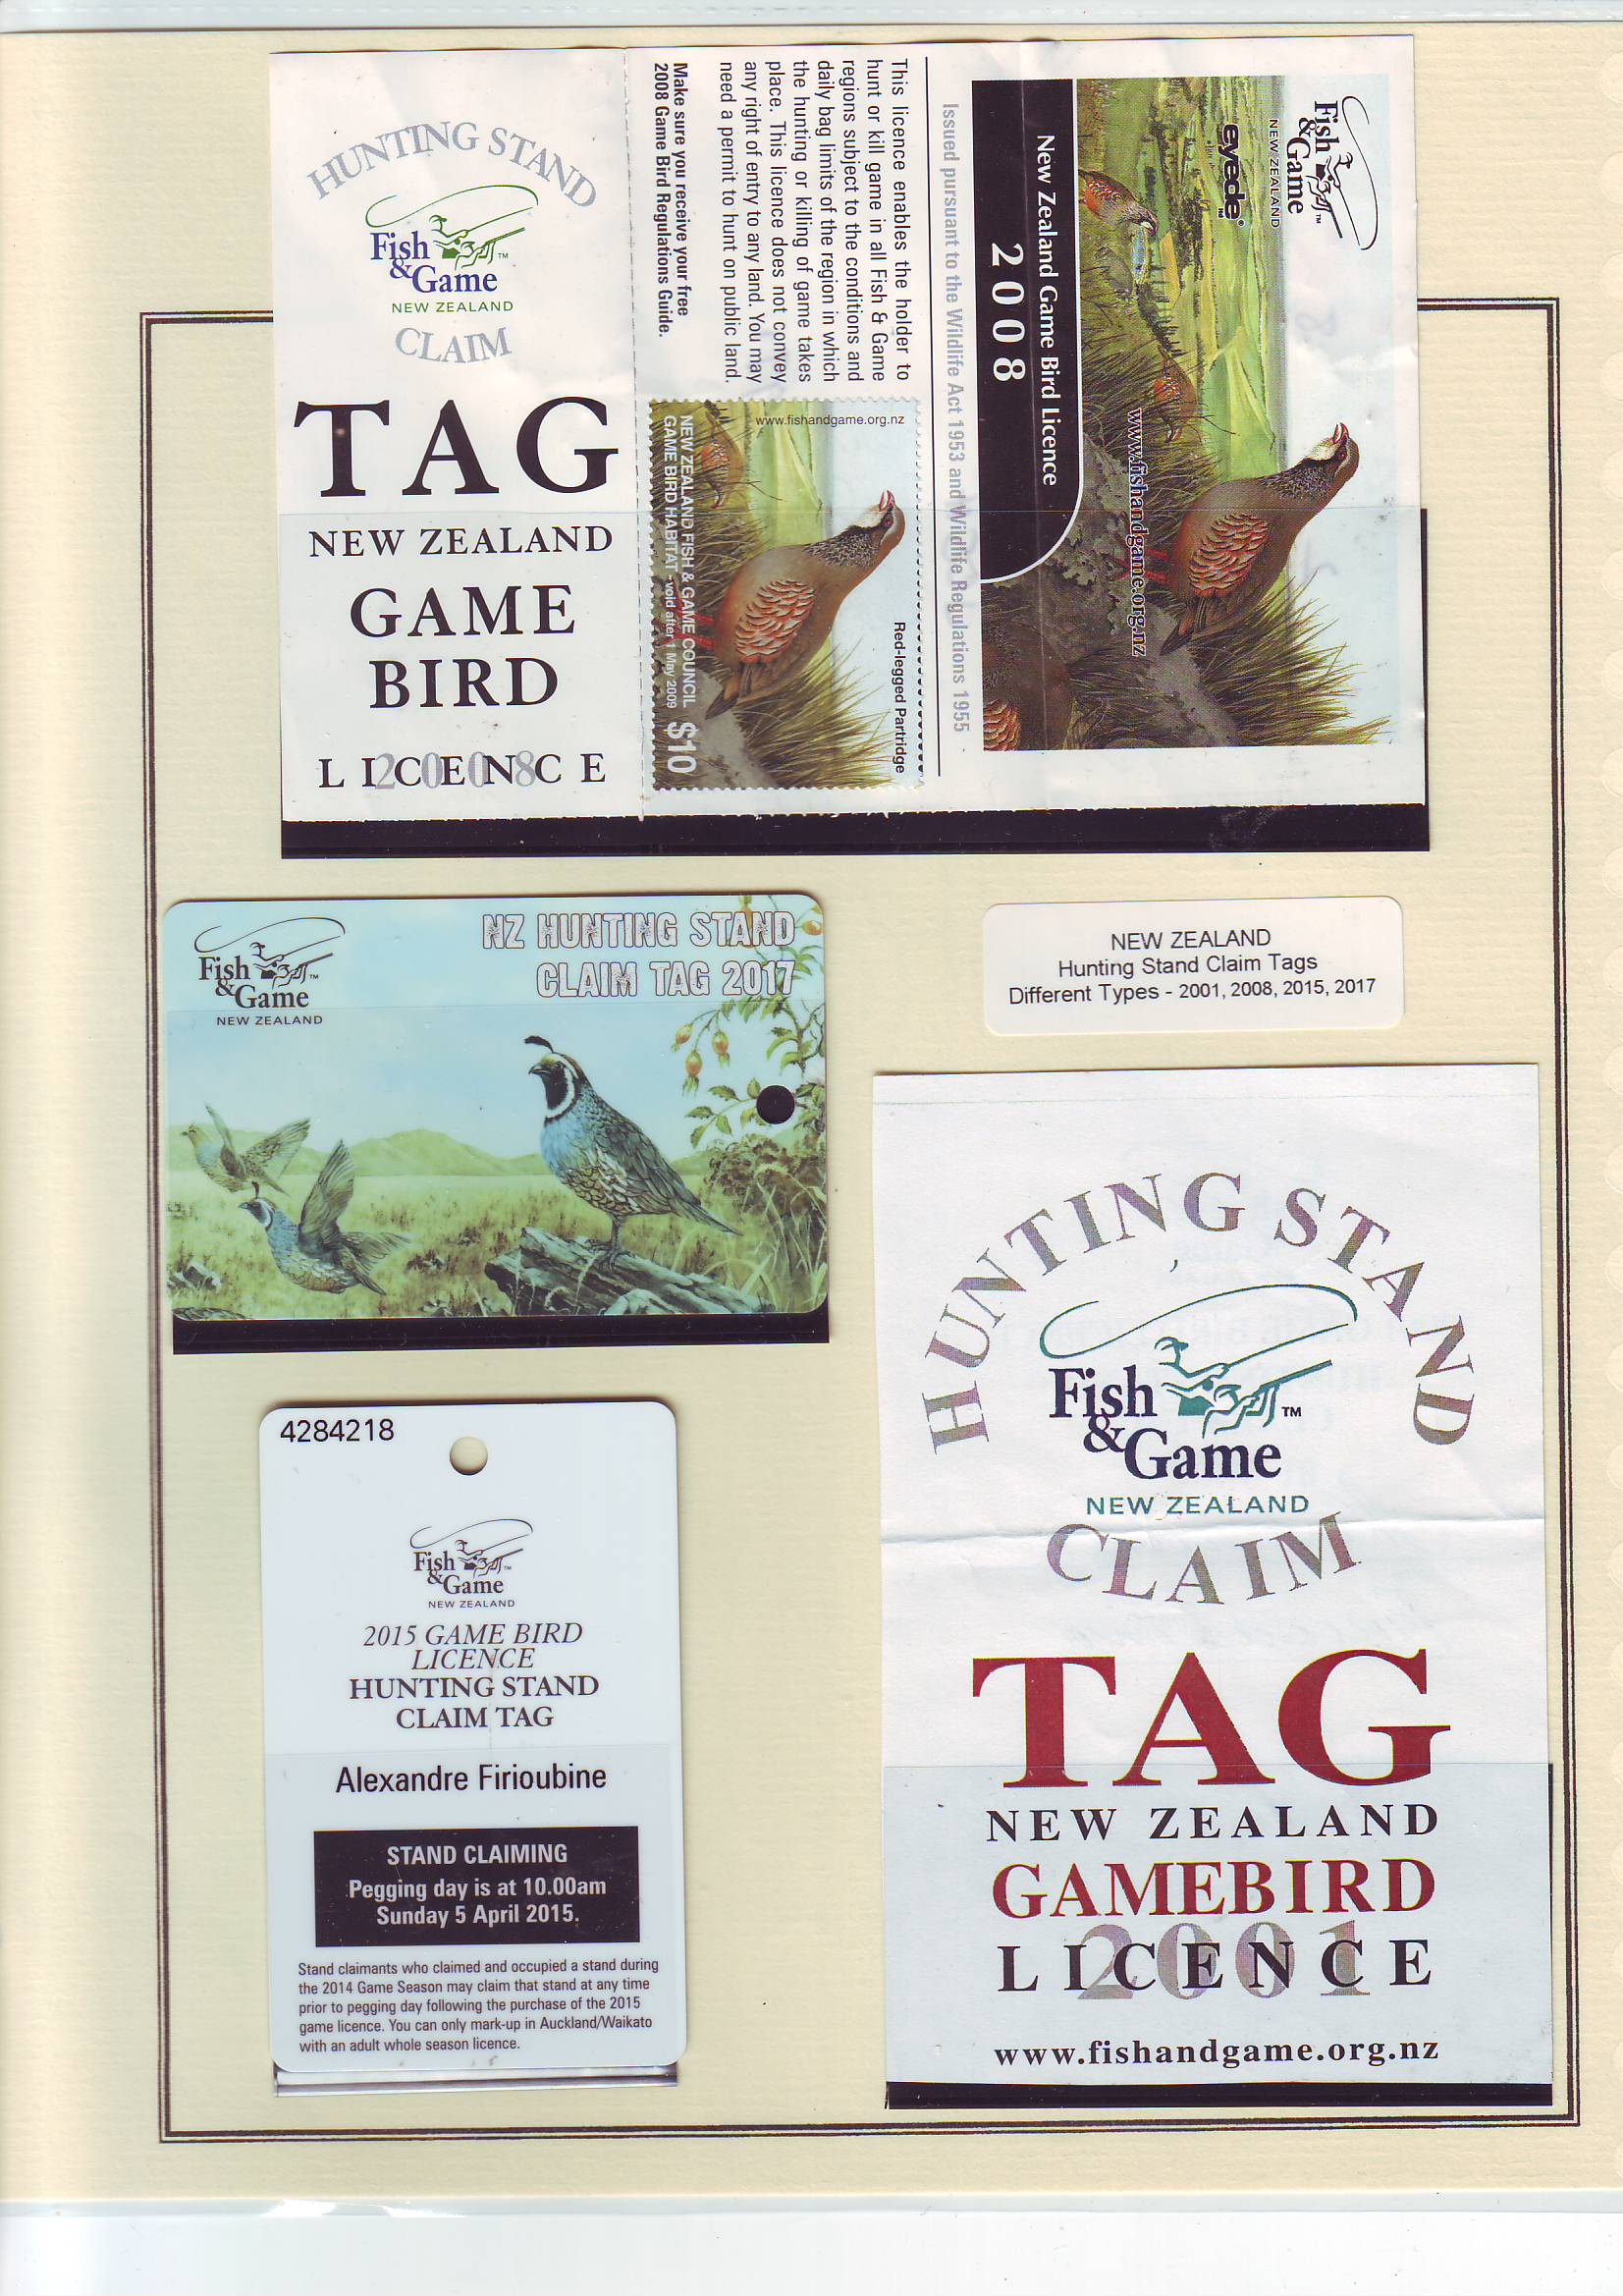 HUNTING STAND
Fish
&Game
™
NEW ZEALAND
CLAIM
TAG
NEW ZEALAND
GAME
BIRD
LICENCE
2008
Make sure you receive your free
2008 Game Bird Regulations Guide.
This licence enables the holder to
hunt or kill game in all Fish & Game
regions subject to the conditions and
daily bag limits of the region in which
the hunting or killing of game takes
place. This licence does not convey
any right of entry to any land. You may
need a permit to hunt on public land.
www.fishandgame.org.nz
Red-legged Partridge
NEW ZEALAND FISH & GAME COUNCIL
GAME BIRD HABITAT - void after 1 May 2009
$10
Issued pursuant to the Wildlife Act 1953 and Wildlife Regulations 1955
Fish
&Game
™
NEW ZEALAND
eyede
www.fishandgame.org.nz
New Zealand Game Bird Licence
2008
Fish
&Game
™
NEW ZEALAND
NZ HUNTING STAND
CLAIM TAG 2017
NEW ZEALAND
Hunting Stand Claim Tags
Different Types - 2001, 2008, 2015, 2017
4284218
Fish
&Game
™
NEW ZEALAND
2015 GAME BIRD
LICENCE
HUNTING STAND
CLAIM TAG
Alexandre Firioubine
STAND CLAIMING
Pegging day is at 10.00am
Sunday 5 April 2015.
Stand claimants who claimed and occupied a stand during
the 2014 Game Season may claim that stand at any time
prior to pegging day following the purchase of the 2015
game licence. You can only mark-up in Auckland/Waikato
with an adult whole season licence.
HUNTING STAND
Fish
&Game
™
NEW ZEALAND
CLAIM
TAG
NEW ZEALAND
GAMEBIRD
LICENCE
2001
www.fishandgame.org.nz